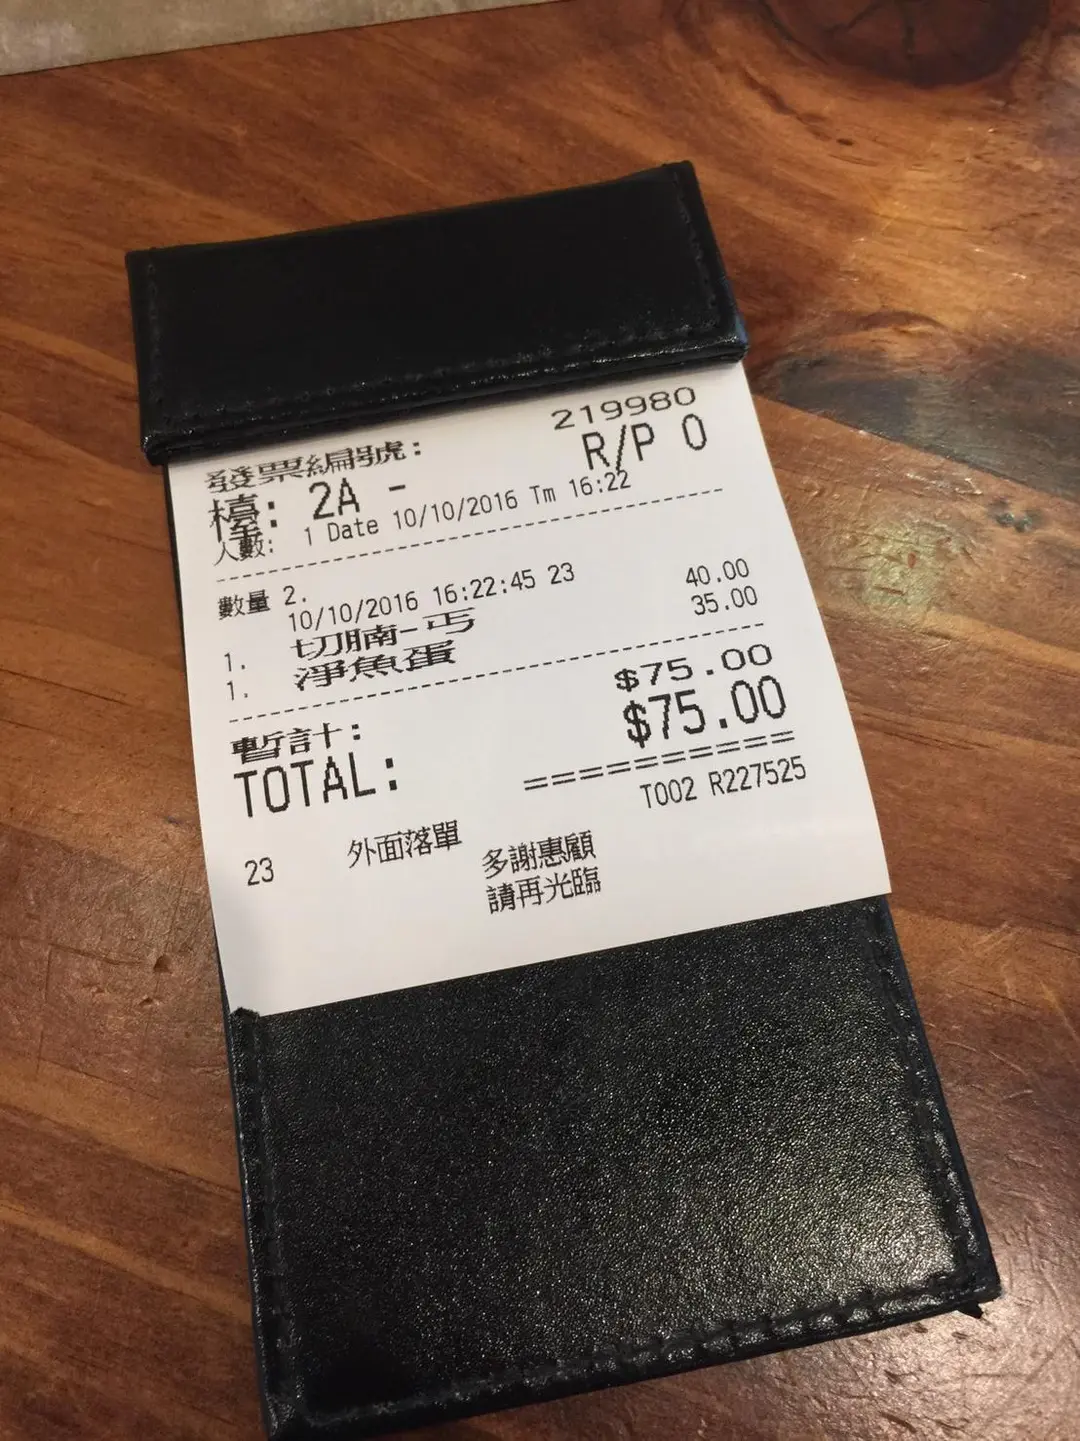 發票編號: 219980
檯: 2A - R/P 0
人數: 1 Date 10/10/2016 Tm 16:22
數量 2.
10/10/2016 16:22:45 23
1. 切腩-丐 40.00
1. 淨魚蛋 35.00
暫計: $75.00
TOTAL: $75.00
==========
T002 R227525
23 外面落單
多謝惠顧
請再光臨